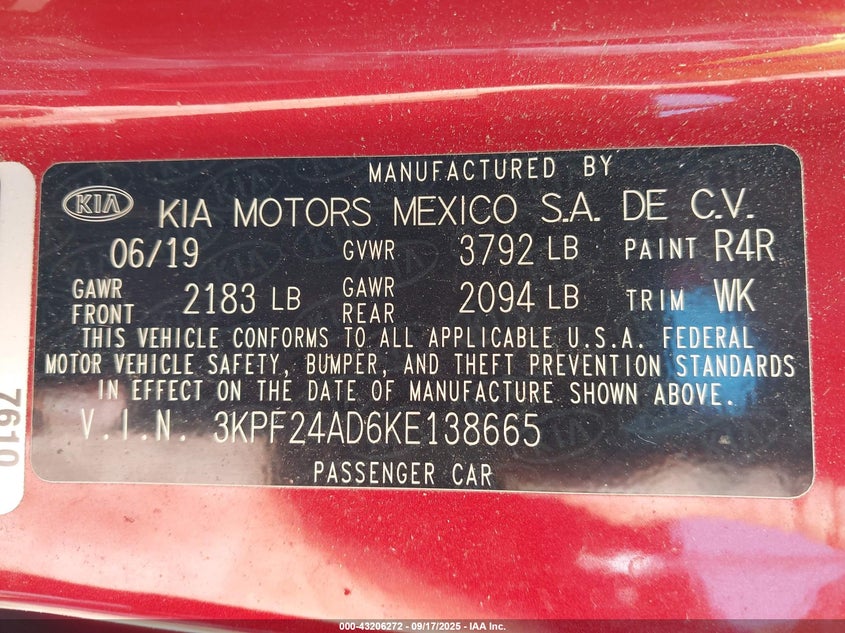 MANUFACTURED BY
KIA KIA MOTORS MEXICO S.A. DE C.V.
06/19 GVWR 3792 LB PAINT R4R
GAWR FRONT 2183 LB GAWR REAR 2094 LB TRIM WK
THIS VEHICLE CONFORMS TO ALL APPLICABLE U.S.A. FEDERAL
MOTOR VEHICLE SAFETY, BUMPER, AND THEFT PREVENTION STANDARDS
IN EFFECT ON THE DATE OF MANUFACTURE SHOWN ABOVE.
V.I.N. 3KPF24AD6KE138665
PASSENGER CAR
7610
000-43206272 - 09/17/2025 - IAA Inc.